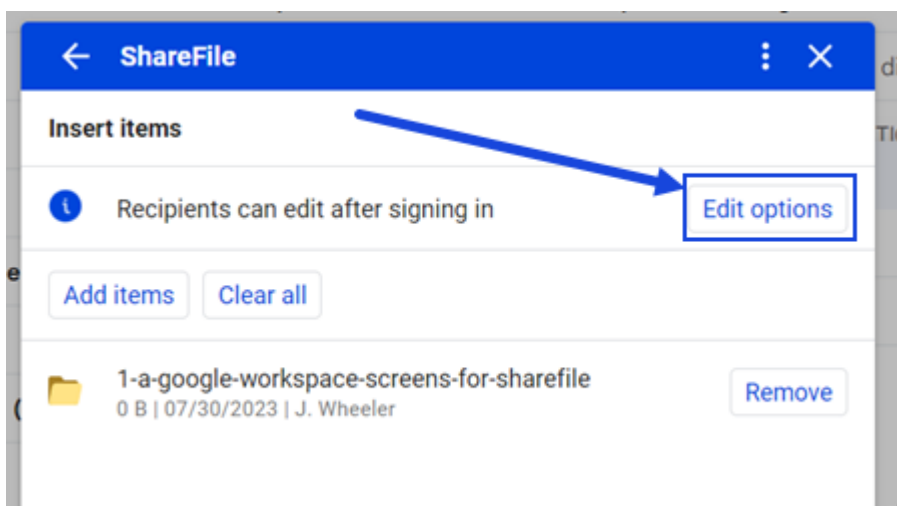 ShareFile
Insert items
Recipients can edit after signing in
Edit options
Add items
Clear all
1-a-google-workspace-screens-for-sharefile
0 B | 07/30/2023 | J. Wheeler
Remove